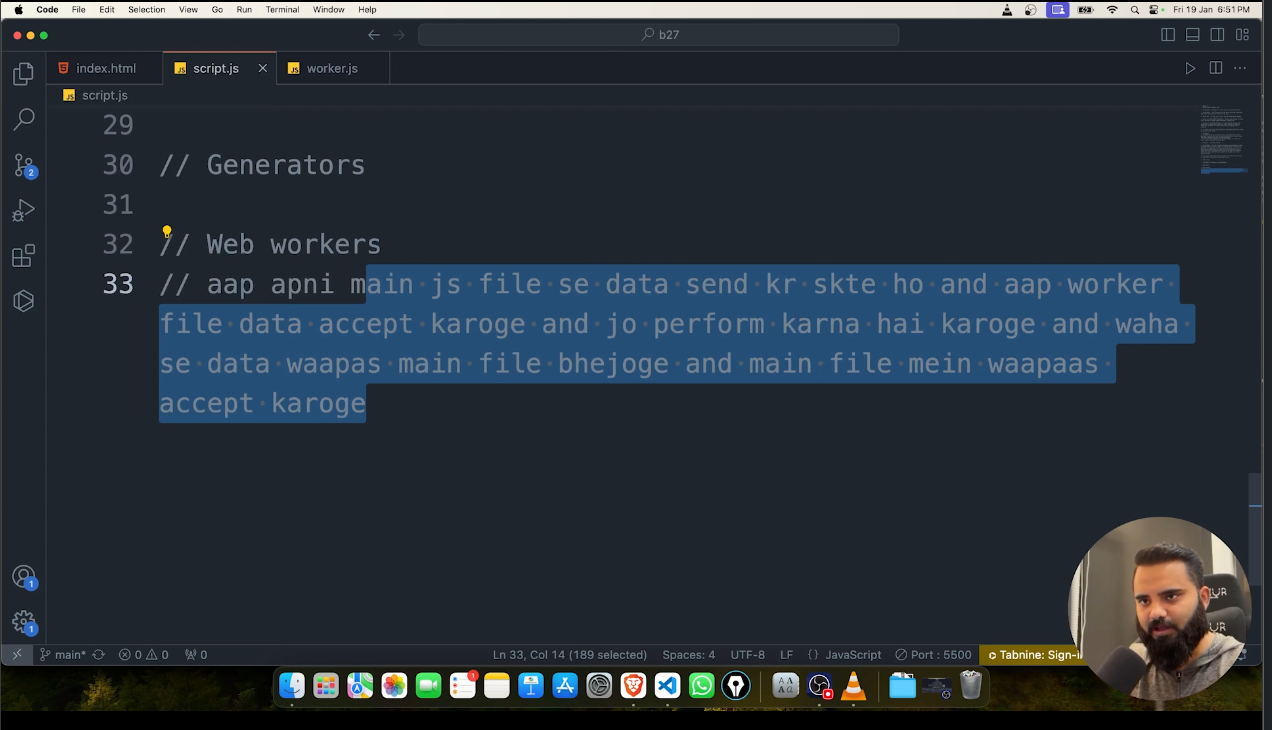 Code File Edit Selection View Go Run Terminal Window Help Fri 19 Jan 6:51 PM
b27
index.html script.js worker.js
script.js
29
30 // Generators
31
32 // Web workers
33 // aap apni main js file se data send kr skte ho and aap worker
file data accept karoge and jo perform karna hai karoge and waha
se data waapas main file bhejoge and main file mein waapaas
accept karoge
2
1
1
main* 0 0 0 Ln 33, Col 14 (189 selected) Spaces: 4 UTF-8 LF {} JavaScript Port : 5500 Tabnine: Sign-i
1